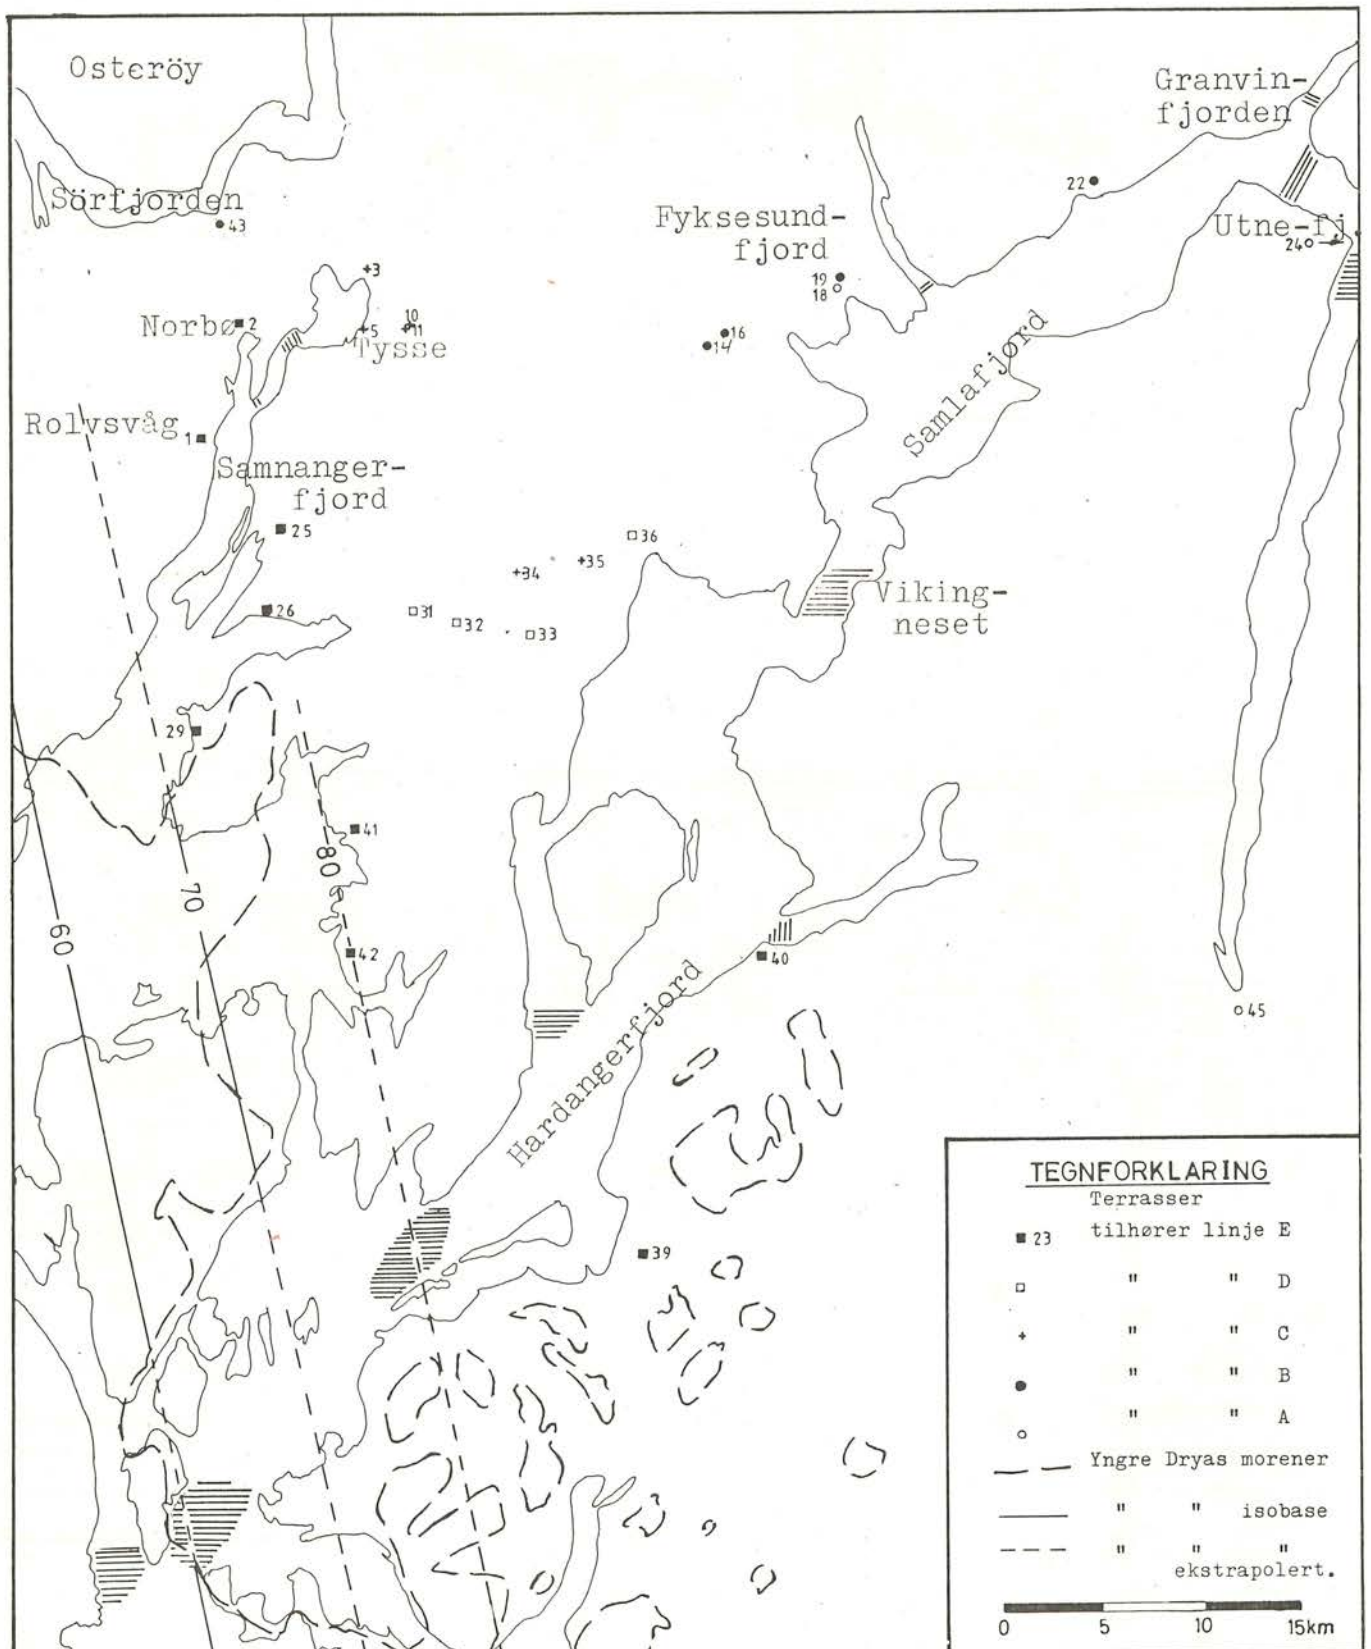 Osteröy
Granvin-
fjorden
22
Sörfjorden
43
Fyksesund-
fjord
Utne-fj.
24
3
19
18
Norbø 2
10
11
5
Tysse
16
14
Samlafjørd
Rolvsvåg 1
Samnanger-
fjord
25
36
35
34
Viking-
neset
26
31
32
33
29
41
80
70
60
42
40
Hardangerfjord
45
39
TEGNFORKLARING
Terrasser
23 tilhører linje E
" " D
" " C
" " B
" " A
Yngre Dryas morener
" " isobase
" " "
ekstrapolert.
0 5 10 15km